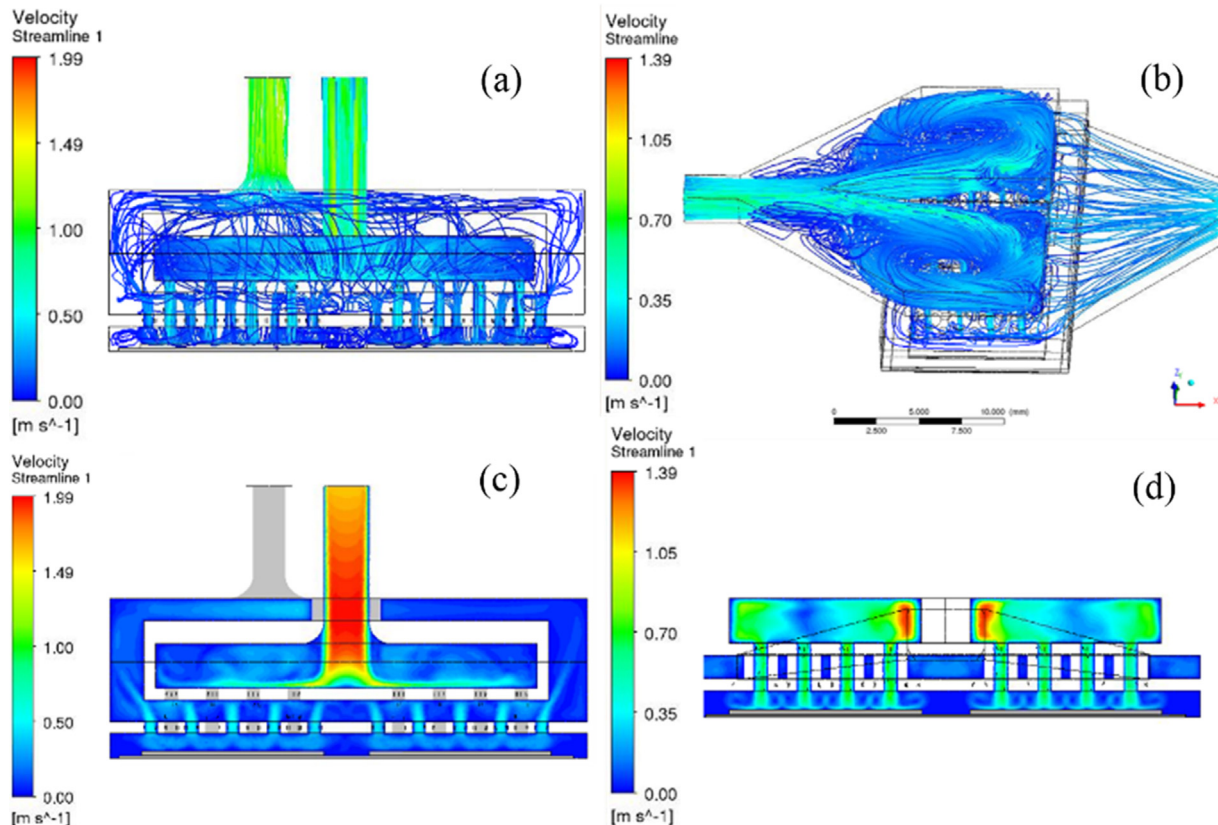 Velocity
Streamline 1
1.99
1.49
1.00
0.50
0.00
[m s^-1]
(a)
Velocity
Streamline
1.39
1.05
0.70
0.35
0.00
[m s^-1]
(b)
Z
X
0 5.000 10.000 (mm)
2.500 7.500
Velocity
Streamline 1
1.99
1.49
1.00
0.50
0.00
[m s^-1]
(c)
Velocity
Streamline 1
1.39
1.05
0.70
0.35
0.00
[m s^-1]
(d)